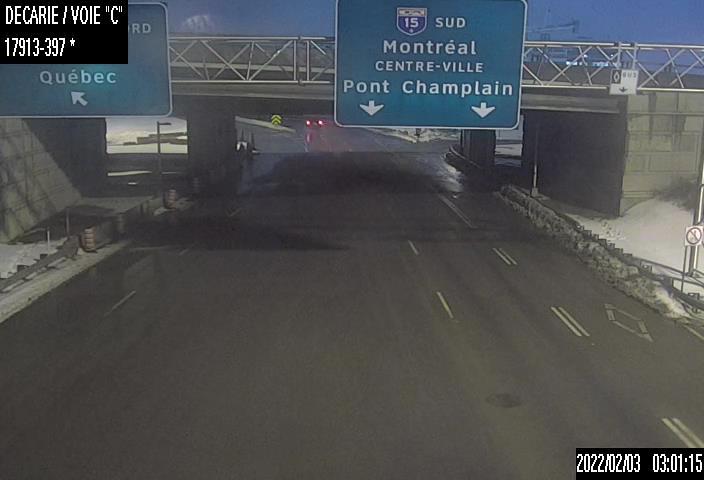 DECARIE / VOIE "C"
17913-397 *
ORD
Québec
15 SUD
Montréal
CENTRE-VILLE
Pont Champlain
BUS
2022/02/03 03:01:15